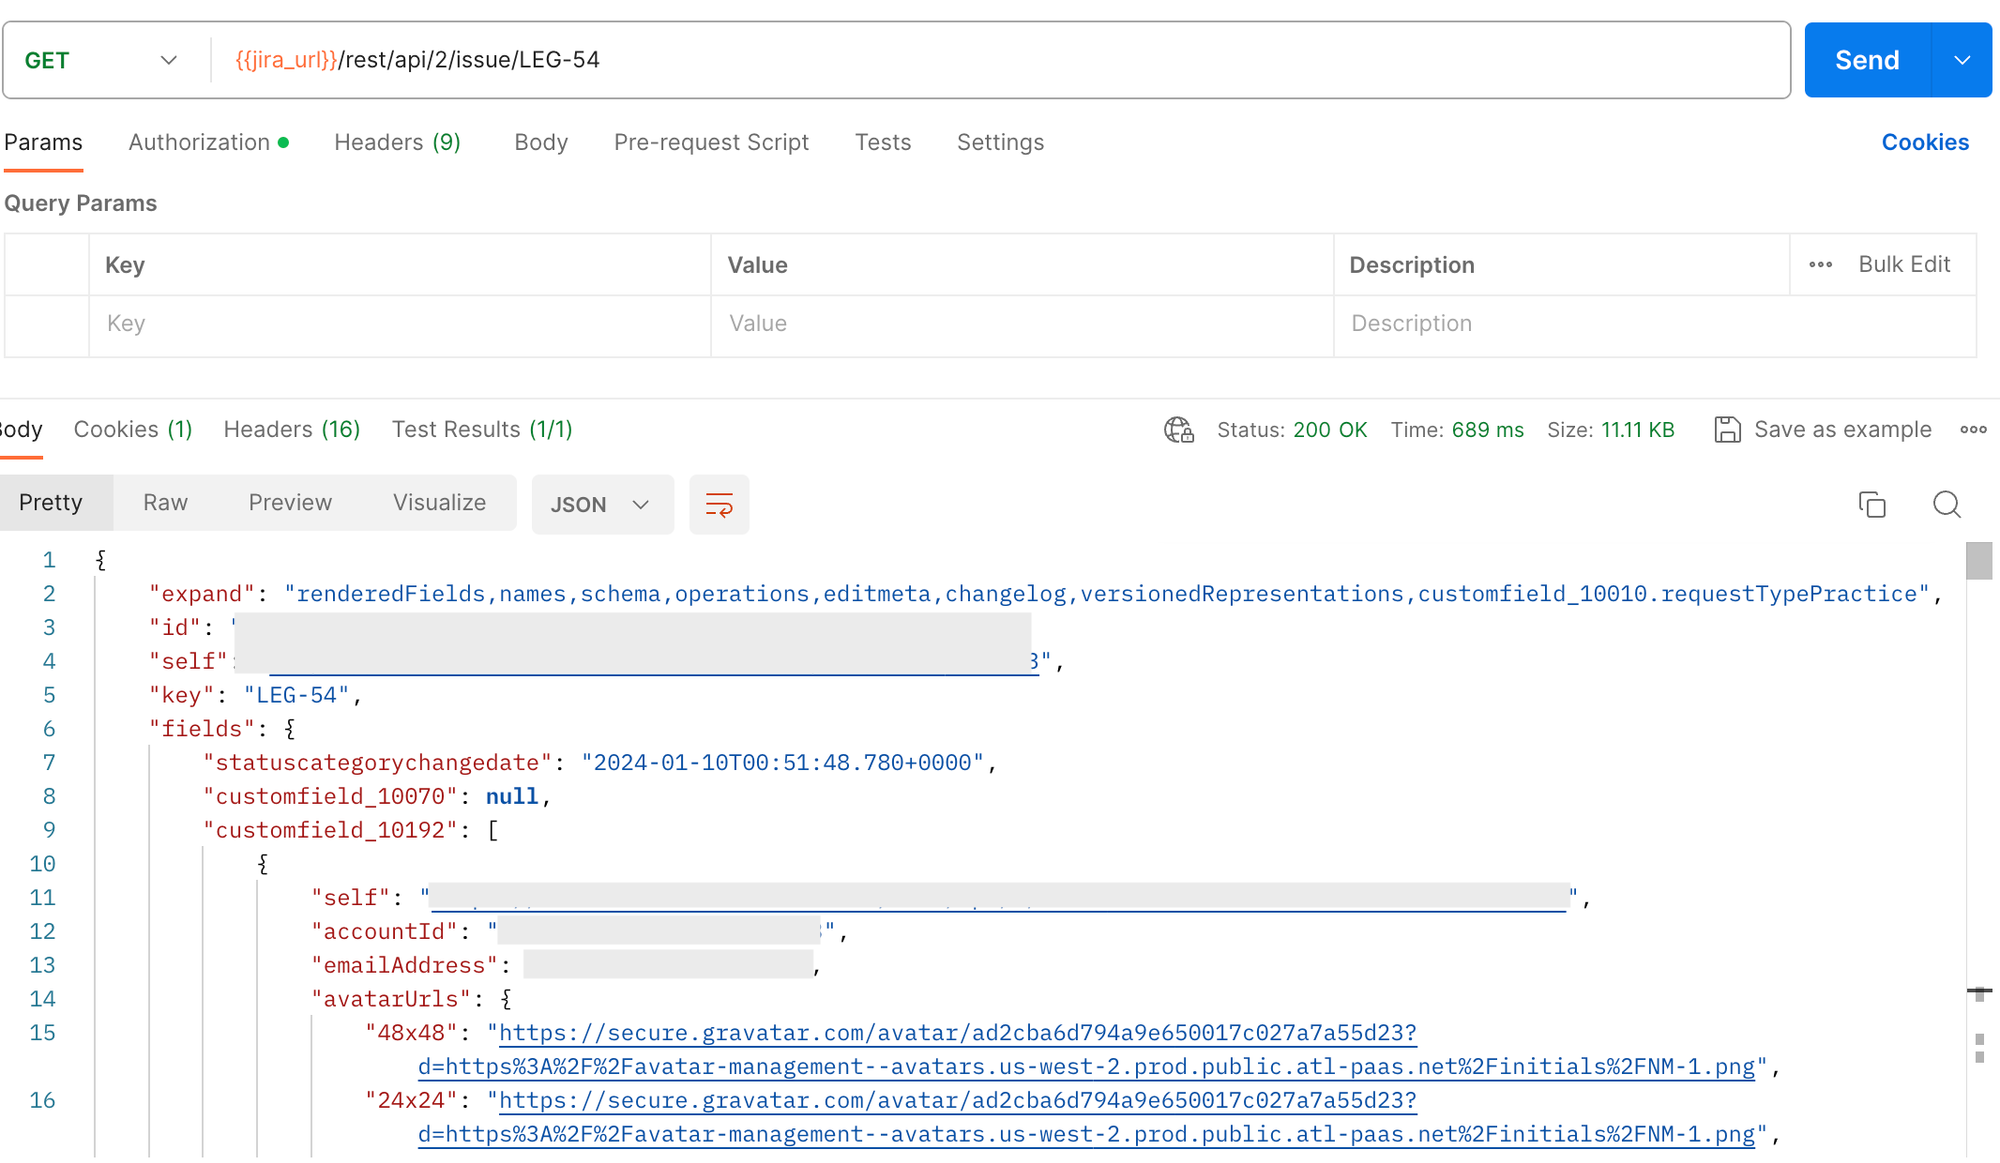 GET {{jira_url}}/rest/api/2/issue/LEG-54 Send
Params Authorization Headers (9) Body Pre-request Script Tests Settings Cookies
Query Params
Key Value Description Bulk Edit
Key Value Description
Body Cookies (1) Headers (16) Test Results (1/1) Status: 200 OK Time: 689 ms Size: 11.11 KB Save as example
Pretty Raw Preview Visualize JSON
1 {
2 "expand": "renderedFields,names,schema,operations,editmeta,changelog,versionedRepresentations,customfield_10010.requestTypePractice",
3 "id": "
4 "self": 3",
5 "key": "LEG-54",
6 "fields": {
7 "statuscategorychangedate": "2024-01-10T00:51:48.780+0000",
8 "customfield_10070": null,
9 "customfield_10192": [
10 {
11 "self": "",
12 "accountId": "",
13 "emailAddress": ,
14 "avatarUrls": {
15 "48x48": "https://secure.gravatar.com/avatar/ad2cba6d794a9e650017c027a7a55d23?
d=https%3A%2F%2Favatar-management--avatars.us-west-2.prod.public.atl-paas.net%2Finitials%2FNM-1.png",
16 "24x24": "https://secure.gravatar.com/avatar/ad2cba6d794a9e650017c027a7a55d23?
d=https%3A%2F%2Favatar-management--avatars.us-west-2.prod.public.atl-paas.net%2Finitials%2FNM-1.png",